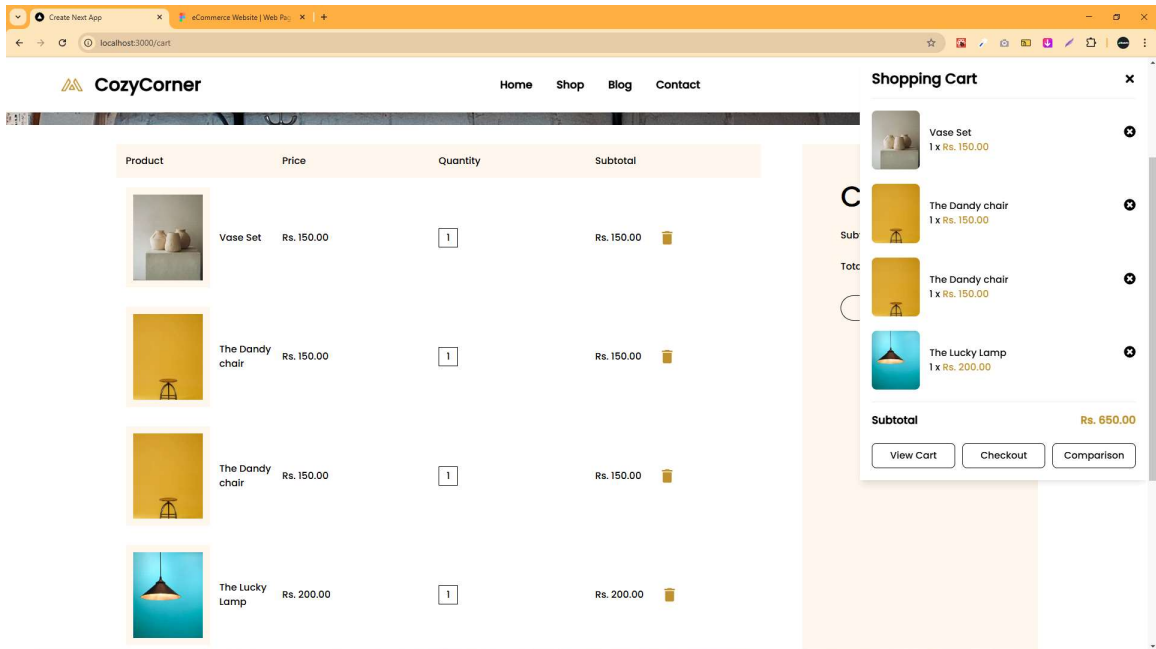 Create Next App
eCommerce Website | Web Pag
localhost:3000/cart
CozyCorner
Home Shop Blog Contact
Product Price Quantity Subtotal
Vase Set Rs. 150.00 1 Rs. 150.00
The Dandy
chair
Rs. 150.00 1 Rs. 150.00
The Dandy
chair
Rs. 150.00 1 Rs. 150.00
The Lucky
Lamp
Rs. 200.00 1 Rs. 200.00
C
Sub
Tota
Shopping Cart
Vase Set
1 x Rs. 150.00
The Dandy chair
1 x Rs. 150.00
The Dandy chair
1 x Rs. 150.00
The Lucky Lamp
1 x Rs. 200.00
Subtotal Rs. 650.00
View Cart Checkout Comparison